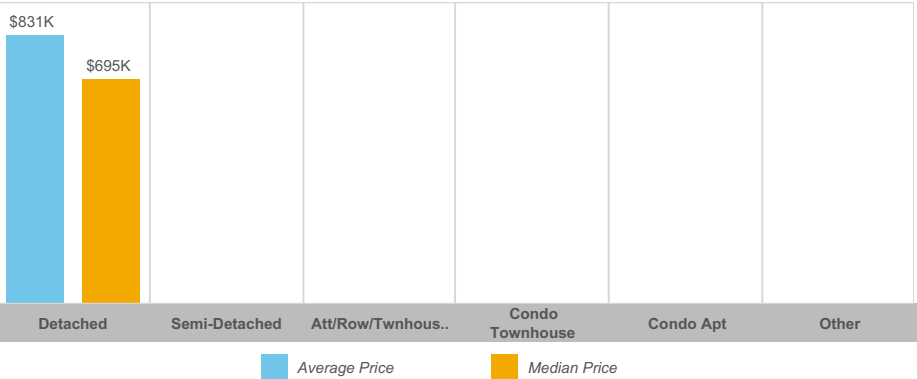 $831K
$695K
Detached
Semi-Detached
Att/Row/Twnhous..
Condo
Townhouse
Condo Apt
Other
Average Price
Median Price